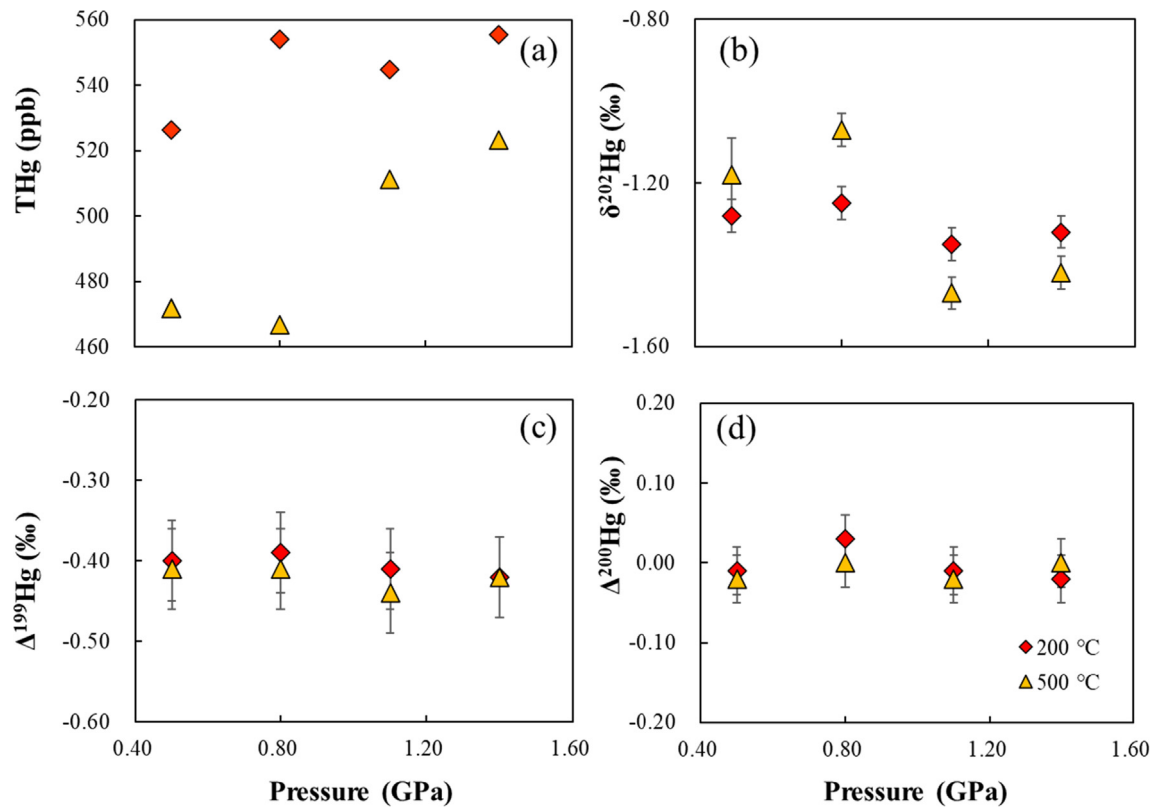 560
540
520
500
480
460
THg (ppb)
(a)
-0.80
-1.20
-1.60
δ²⁰²Hg (‰)
(b)
-0.20
-0.30
-0.40
-0.50
-0.60
Δ¹⁹⁹Hg (‰)
(c)
0.40 0.80 1.20 1.60
Pressure (GPa)
0.20
0.10
0.00
-0.10
-0.20
Δ²⁰⁰Hg (‰)
(d)
200 °C
500 °C
0.40 0.80 1.20 1.60
Pressure (GPa)